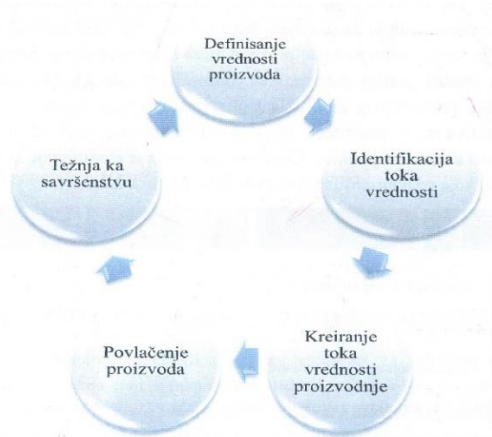 Definisanje
vrednosti
proizvoda
Identifikacija
toka
vrednosti
Kreiranje
toka
vrednosti
proizvodnje
Povlačenje
proizvoda
Težnja ka
savršenstvu